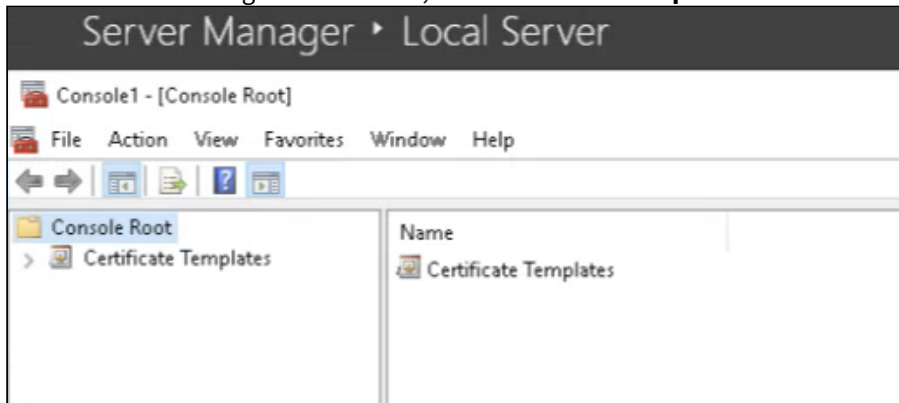 Server Manager ‣ Local Server
Console1 - [Console Root]
File Action View Favorites Window Help
Console Root
Certificate Templates
Name
Certificate Templates